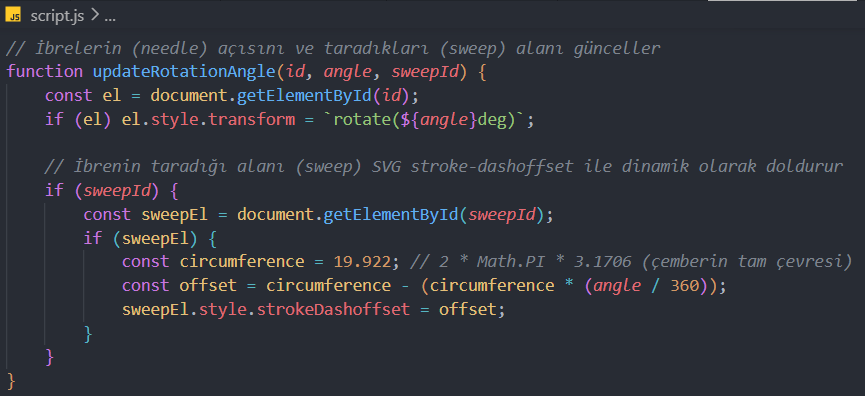 JS script.js > ...
// İbrelerin (needle) açısını ve taradıkları (sweep) alanı günceller
function updateRotationAngle(id, angle, sweepId) {
    const el = document.getElementById(id);
    if (el) el.style.transform = `rotate(${angle}deg)`;
    // İbrenin taradığı alanı (sweep) SVG stroke-dashoffset ile dinamik olarak doldurur
    if (sweepId) {
        const sweepEl = document.getElementById(sweepId);
        if (sweepEl) {
            const circumference = 19.922; // 2 * Math.PI * 3.1706 (çemberin tam çevresi)
            const offset = circumference - (circumference * (angle / 360));
            sweepEl.style.strokeDashoffset = offset;
        }
    }
}